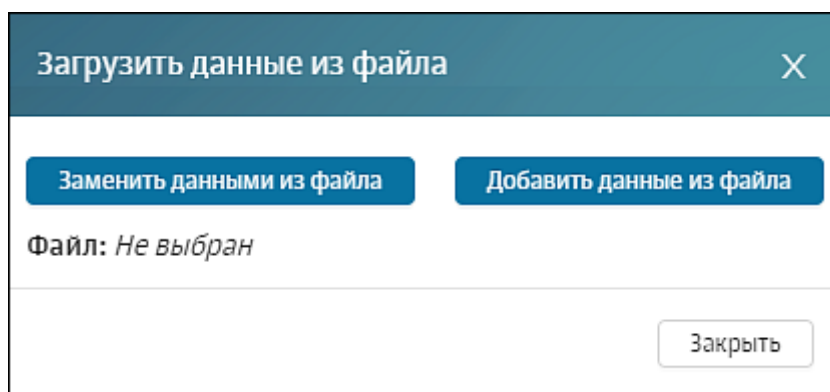 Загрузить данные из файла X
Заменить данными из файла Добавить данные из файла
Файл: Не выбран
Закрыть